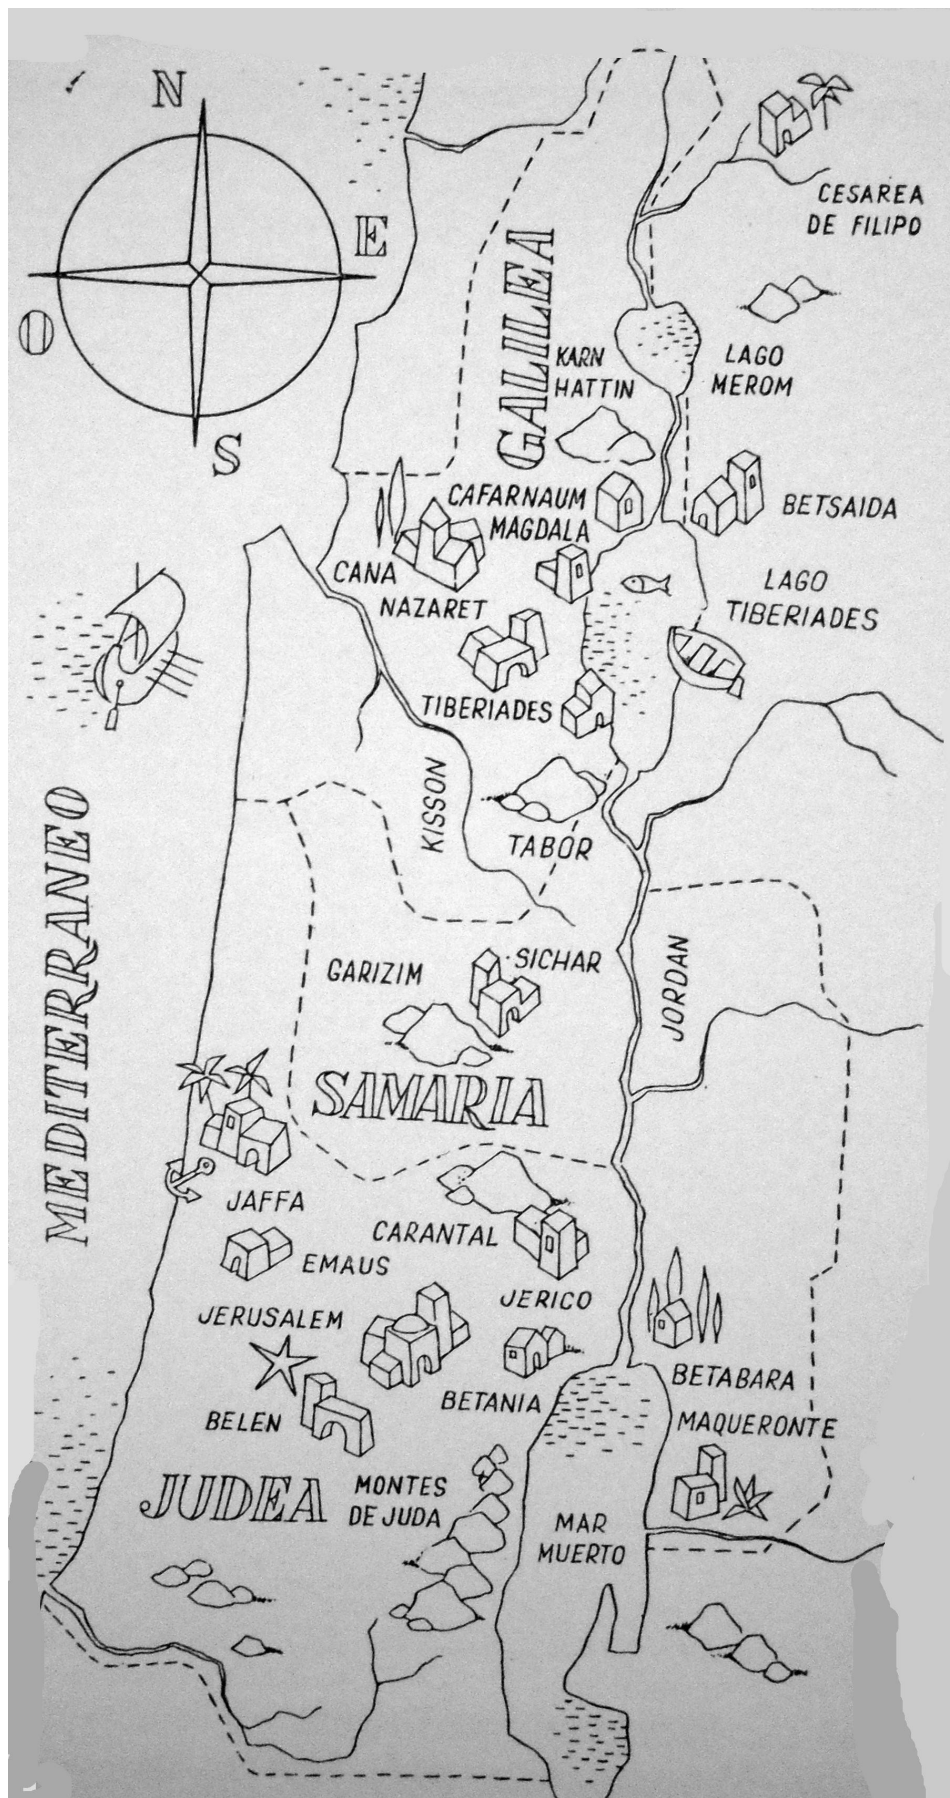 N
E
O
S
CESAREA
DE FILIPO
GALILEA
KARN
HATTIN
LAGO
MEROM
CAFARNAUM
MAGDALA
BETSAIDA
CANA
NAZARET
LAGO
TIBERIADES
TIBERIADES
KISSON
TABOR
MEDITERRANEO
GARIZIM
SICHAR
JORDAN
SAMARIA
JAFFA
CARANTAL
EMAUS
JERICO
JERUSALEM
BETABARA
BETANIA
BELEN
MAQUERONTE
JUDEA
MONTES
DE JUDA
MAR
MUERTO